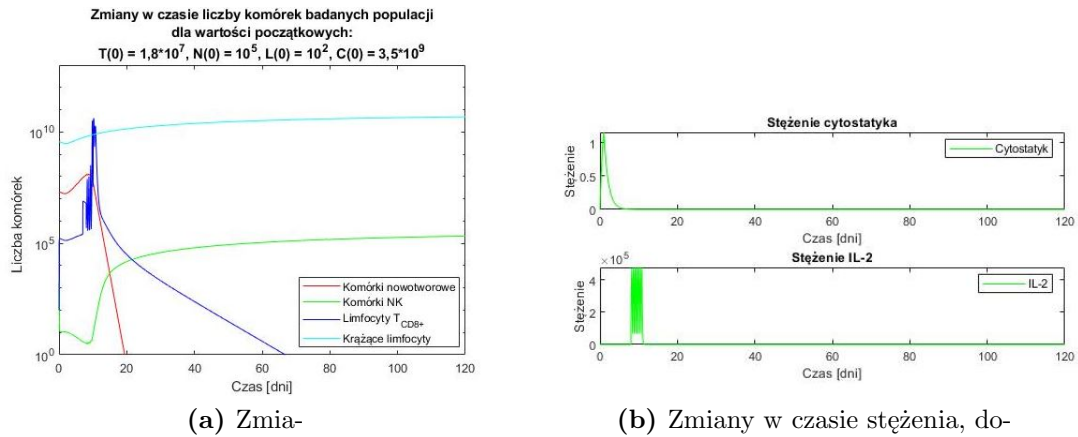 Zmiany w czasie liczby komórek badanych populacji
dla wartości początkowych:
T(0) = 1,8*10^7, N(0) = 10^5, L(0) = 10^2, C(0) = 3,5*10^9
Liczba komórek
10^10
10^5
10^0
0 20 40 60 80 100 120
Czas [dni]
Komórki nowotworowe
Komórki NK
Limfocyty T_CD8+
Krążące limfocyty
(a) Zmia-
Stężenie cytostatyka
Stężenie
1
0.5
0
0 20 40 60 80 100 120
Czas [dni]
Cytostatyk
Stężenie IL-2
×10^5
Stężenie
4
2
0
0 20 40 60 80 100 120
Czas [dni]
IL-2
(b) Zmiany w czasie stężenia, do-